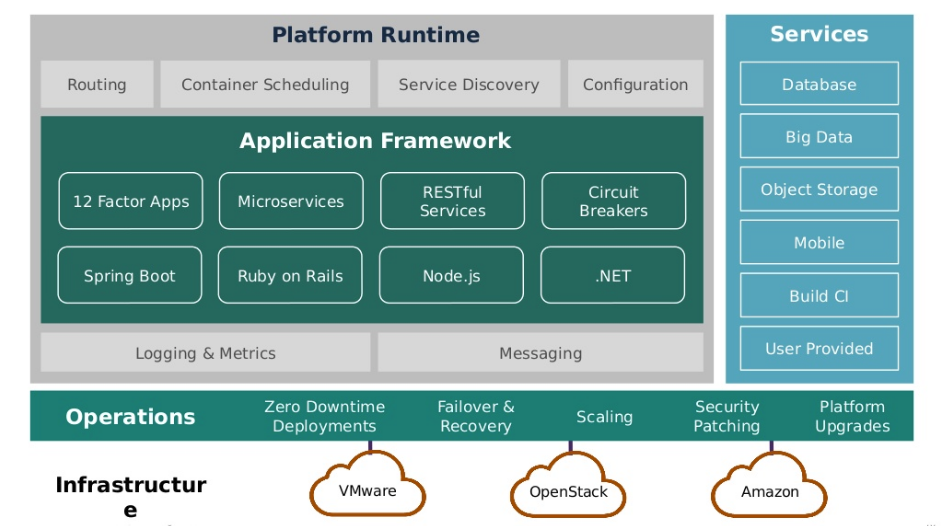 Platform Runtime
Services
Routing
Container Scheduling
Service Discovery
Configuration
Application Framework
12 Factor Apps
Microservices
RESTful
Services
Circuit
Breakers
Spring Boot
Ruby on Rails
Node.js
.NET
Logging & Metrics
Messaging
Database
Big Data
Object Storage
Mobile
Build CI
User Provided
Operations
Zero Downtime
Deployments
Failover &
Recovery
Scaling
Security
Patching
Platform
Upgrades
Infrastructur
e
VMware
OpenStack
Amazon